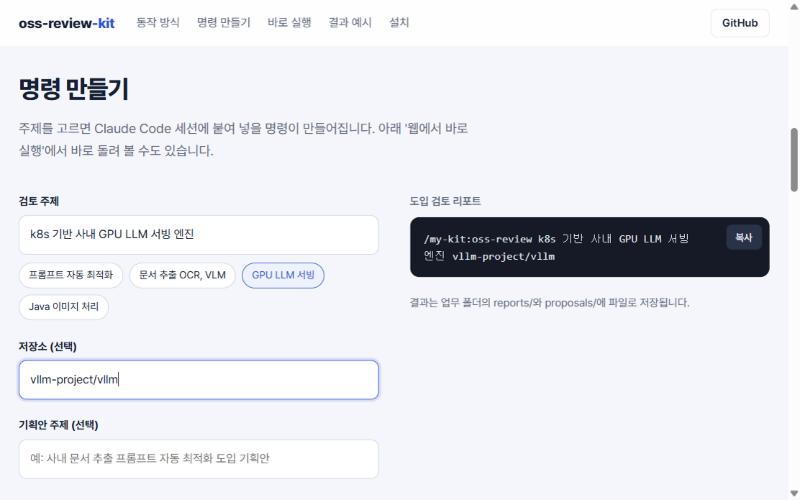 oss-review-kit
동작 방식
명령 만들기
바로 실행
결과 예시
설치
GitHub
명령 만들기
주제를 고르면 Claude Code 세션에 붙여 넣을 명령이 만들어집니다. 아래 '웹에서 바로
실행'에서 바로 돌려 볼 수도 있습니다.
검토 주제
k8s 기반 사내 GPU LLM 서빙 엔진
프롬프트 자동 최적화
문서 추출 OCR, VLM
GPU LLM 서빙
Java 이미지 처리
저장소 (선택)
vllm-project/vllm
기획안 주제 (선택)
예: 사내 문서 추출 프롬프트 자동 최적화 도입 기획안
도입 검토 리포트
/my-kit:oss-review k8s 기반 사내 GPU LLM 서빙
엔진 vllm-project/vllm
복사
결과는 업무 폴더의 reports/와 proposals/에 파일로 저장됩니다.